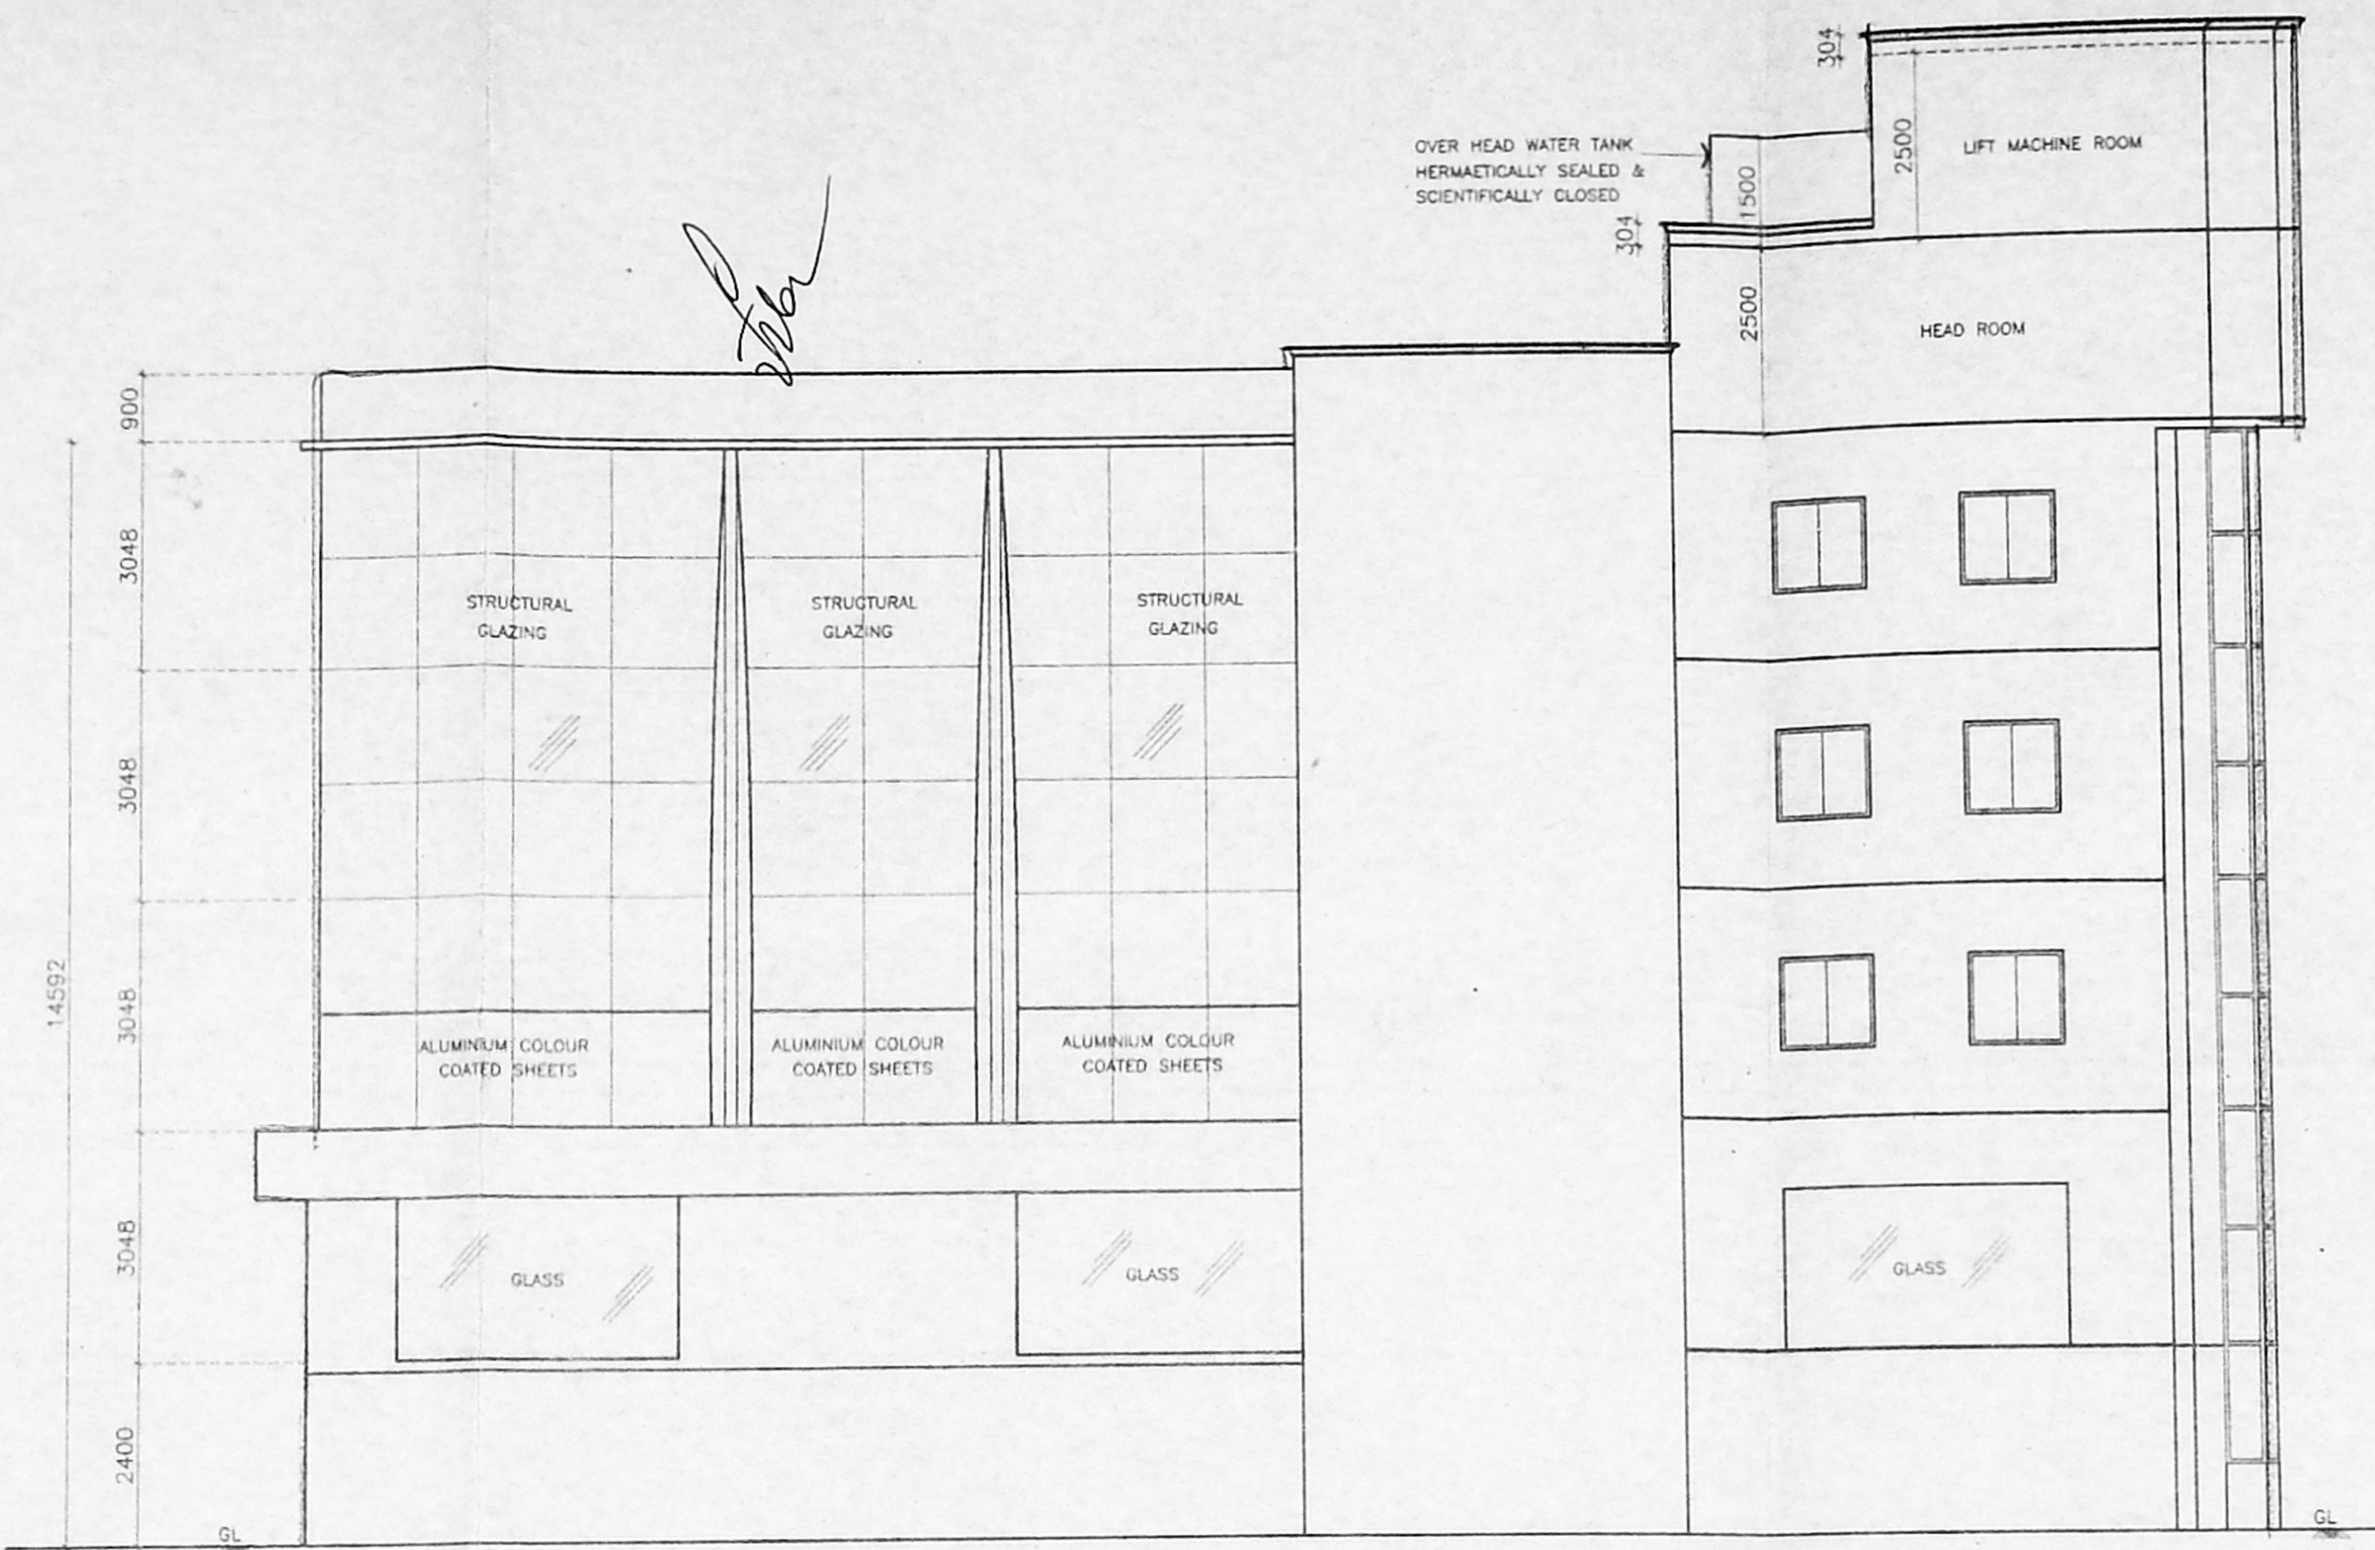 304
OVER HEAD WATER TANK
HERMAETICALLY SEALED &
SCIENTIFICALLY CLOSED
1500
2500
LIFT MACHINE ROOM
304
2500
HEAD ROOM
900
3048
STRUCTURAL
GLAZING
STRUCTURAL
GLAZING
STRUCTURAL
GLAZING
3048
14592
3048
ALUMINIUM COLOUR
COATED SHEETS
ALUMINIUM COLOUR
COATED SHEETS
ALUMINIUM COLOUR
COATED SHEETS
3048
GLASS
GLASS
GLASS
2400
GL
GL